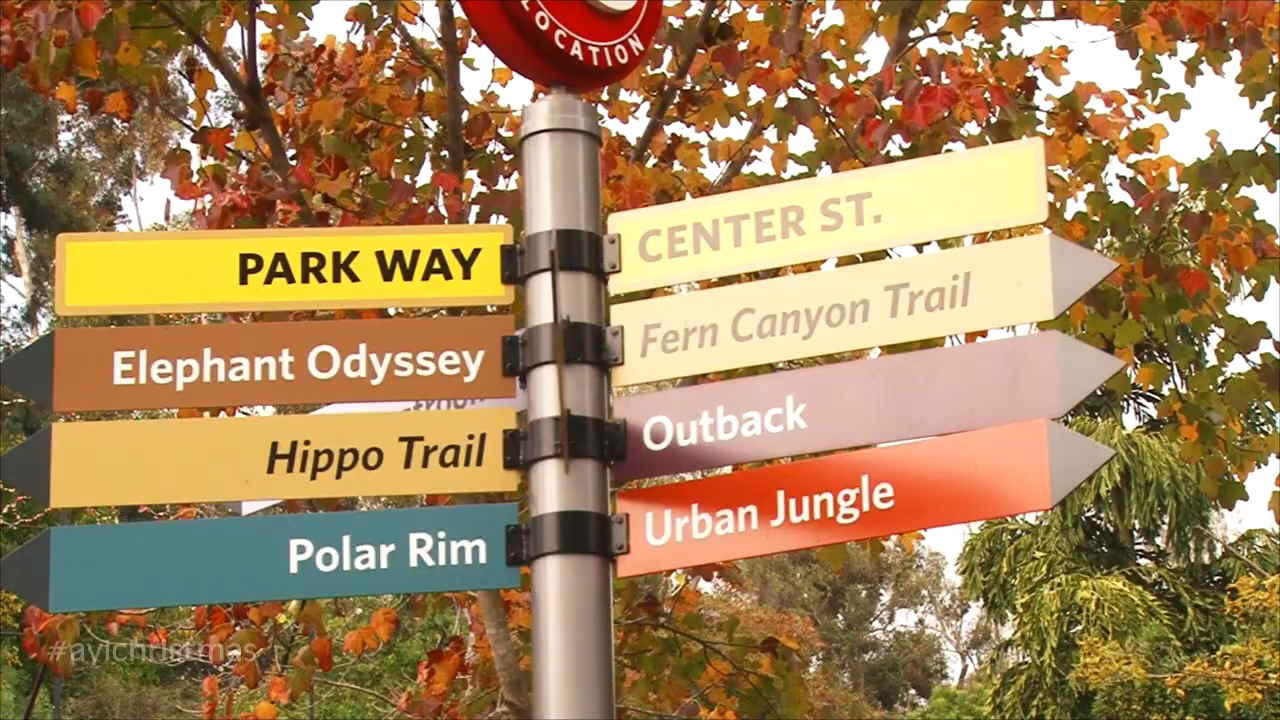 LOCATION
PARK WAY
Elephant Odyssey
Hippo Trail
Polar Rim
CENTER ST.
Fern Canyon Trail
Outback
Urban Jungle
#ayichristmas